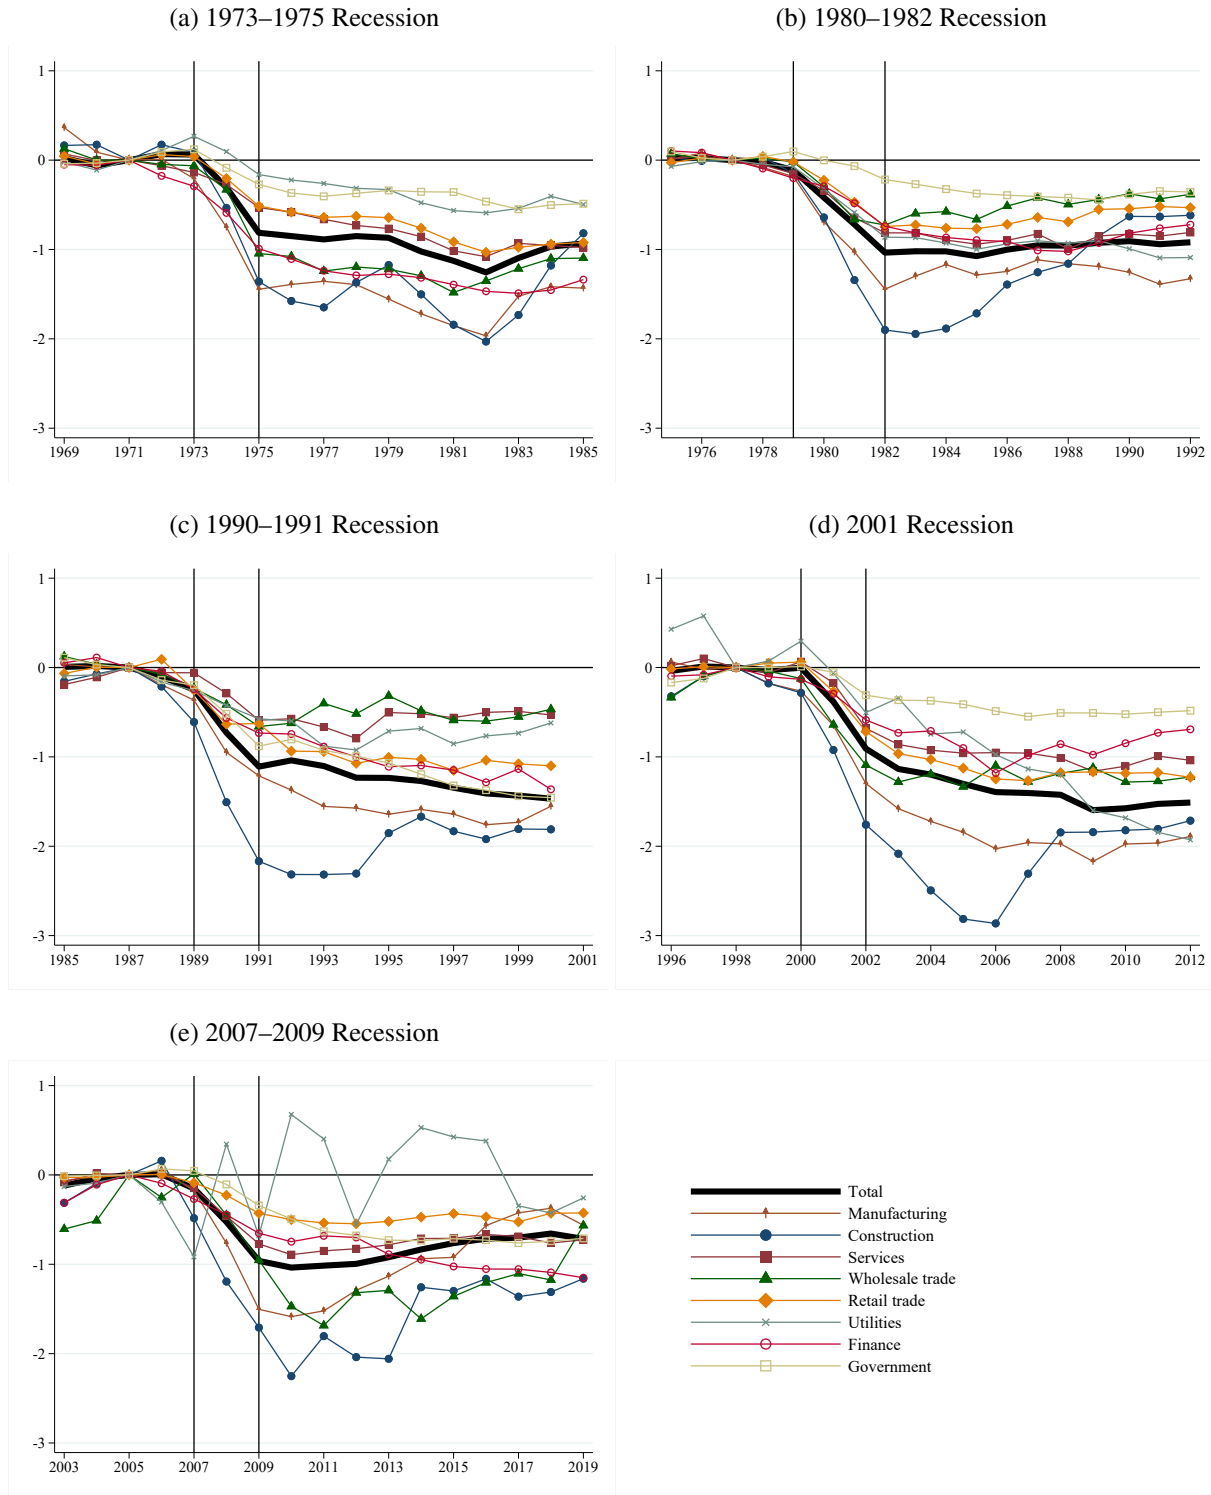 (a) 1973–1975 Recession
(b) 1980–1982 Recession
1
0
-1
-2
-3
1969 1971 1973 1975 1977 1979 1981 1983 1985
1
0
-1
-2
-3
1976 1978 1980 1982 1984 1986 1988 1990 1992
(c) 1990–1991 Recession
(d) 2001 Recession
1
0
-1
-2
-3
1985 1987 1989 1991 1993 1995 1997 1999 2001
1
0
-1
-2
-3
1996 1998 2000 2002 2004 2006 2008 2010 2012
(e) 2007–2009 Recession
1
0
-1
-2
-3
2003 2005 2007 2009 2011 2013 2015 2017 2019
Total
Manufacturing
Construction
Services
Wholesale trade
Retail trade
Utilities
Finance
Government